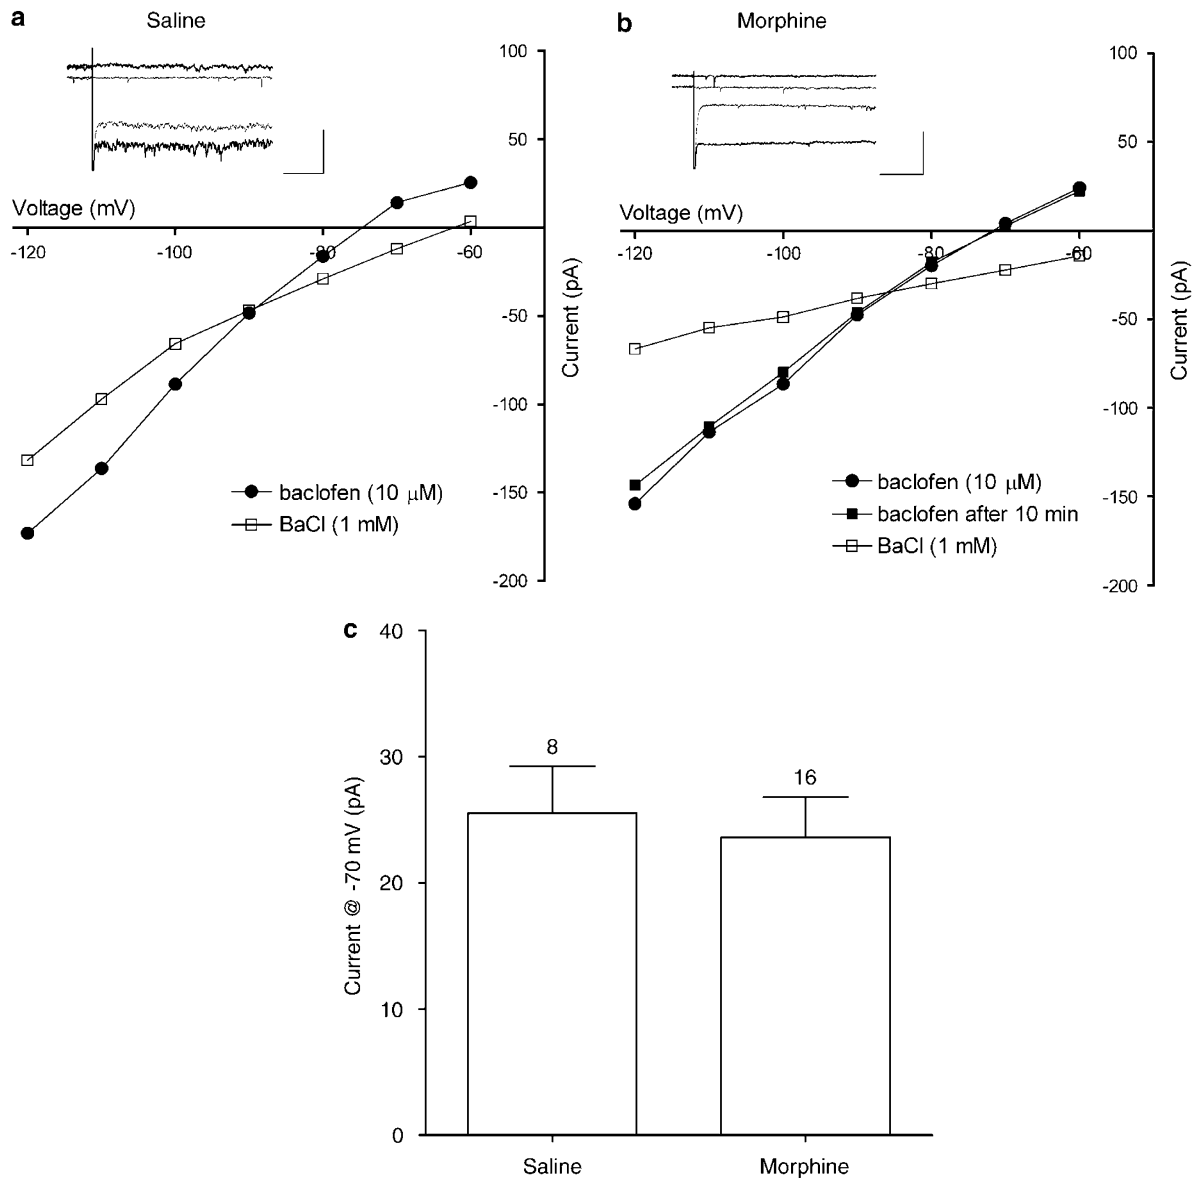 a
Saline
100
50
Voltage (mV)
-120
-100
-80
-60
-50
-100
-150
-200
Current (pA)
baclofen (10 µM)
BaCl (1 mM)
b
Morphine
100
50
Voltage (mV)
-120
-100
-80
-60
-50
-100
-150
-200
Current (pA)
baclofen (10 µM)
baclofen after 10 min
BaCl (1 mM)
c
40
30
20
10
0
Current @ -70 mV (pA)
8
16
Saline
Morphine